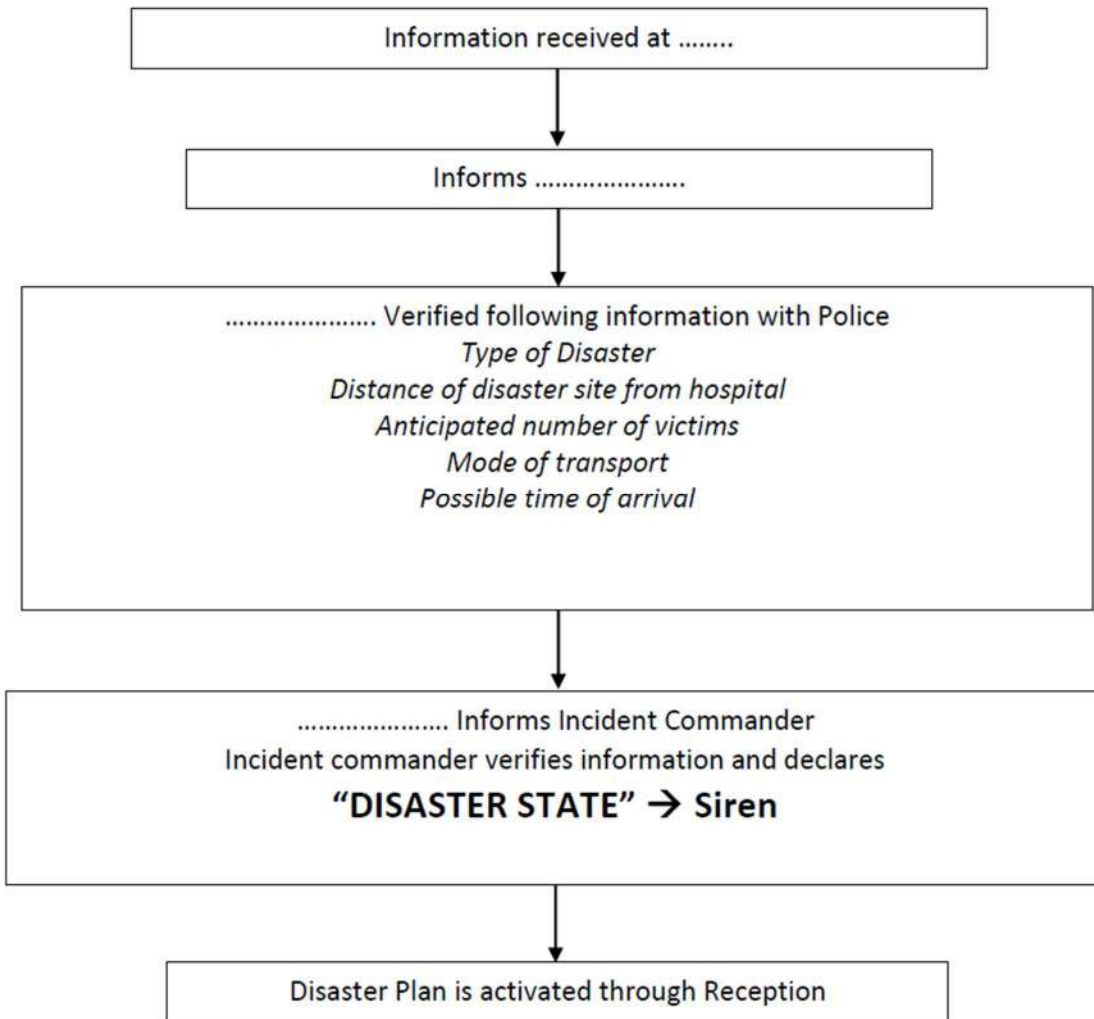 Information received at ........
Informs ......................
...................... Verified following information with Police
Type of Disaster
Distance of disaster site from hospital
Anticipated number of victims
Mode of transport
Possible time of arrival
...................... Informs Incident Commander
Incident commander verifies information and declares
“DISASTER STATE” → Siren
Disaster Plan is activated through Reception